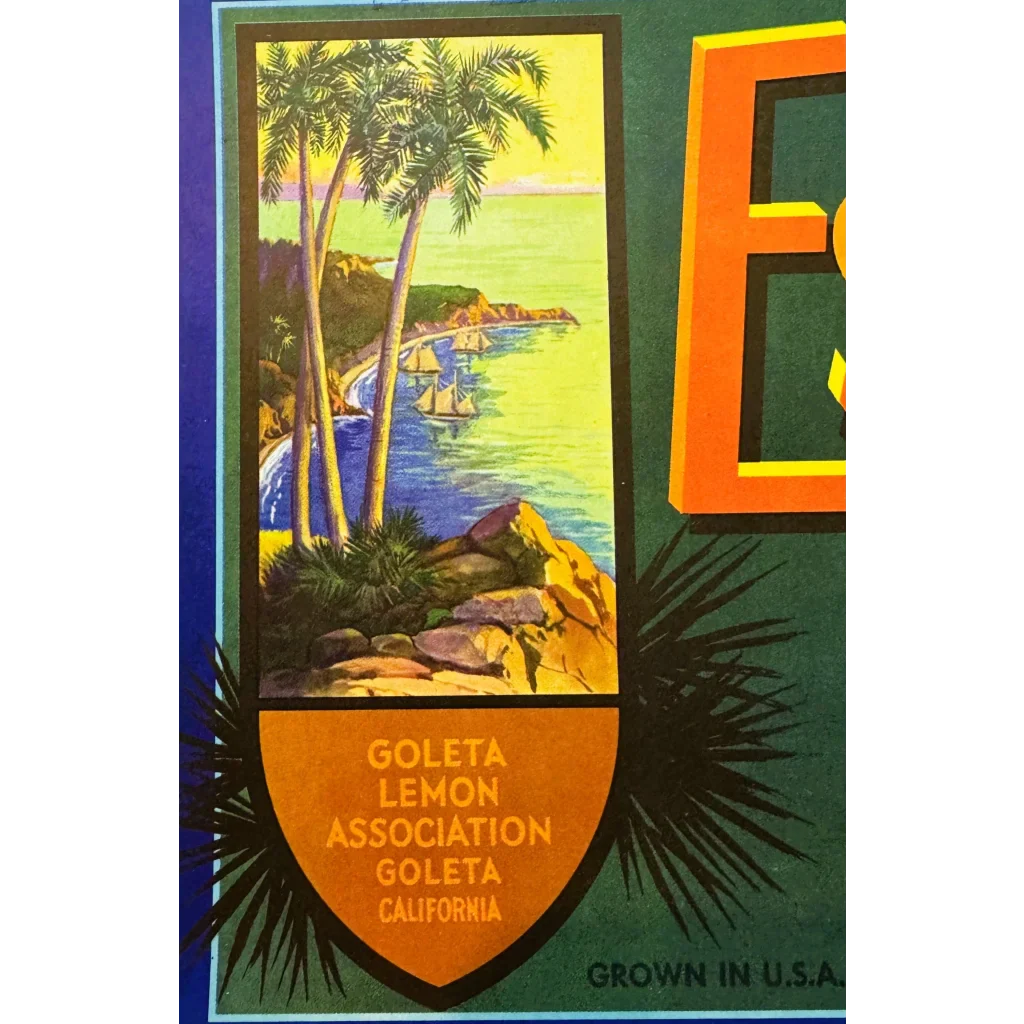 E
GOLETA
LEMON
ASSOCIATION
GOLETA
CALIFORNIA
GROWN IN U.S.A.